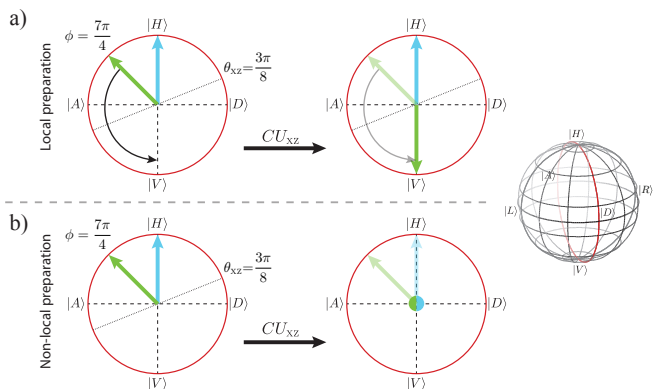 a)
Local preparation
ϕ = 7π/4
|H⟩
θxz = 3π/8
|A⟩
|D⟩
|V⟩
CUxz
|H⟩
|A⟩
|D⟩
|V⟩
|H⟩
|A⟩
|R⟩
|L⟩
|D⟩
|V⟩
b)
Non-local preparation
ϕ = 7π/4
|H⟩
θxz = 3π/8
|A⟩
|D⟩
|V⟩
CUxz
|H⟩
|A⟩
|D⟩
|V⟩